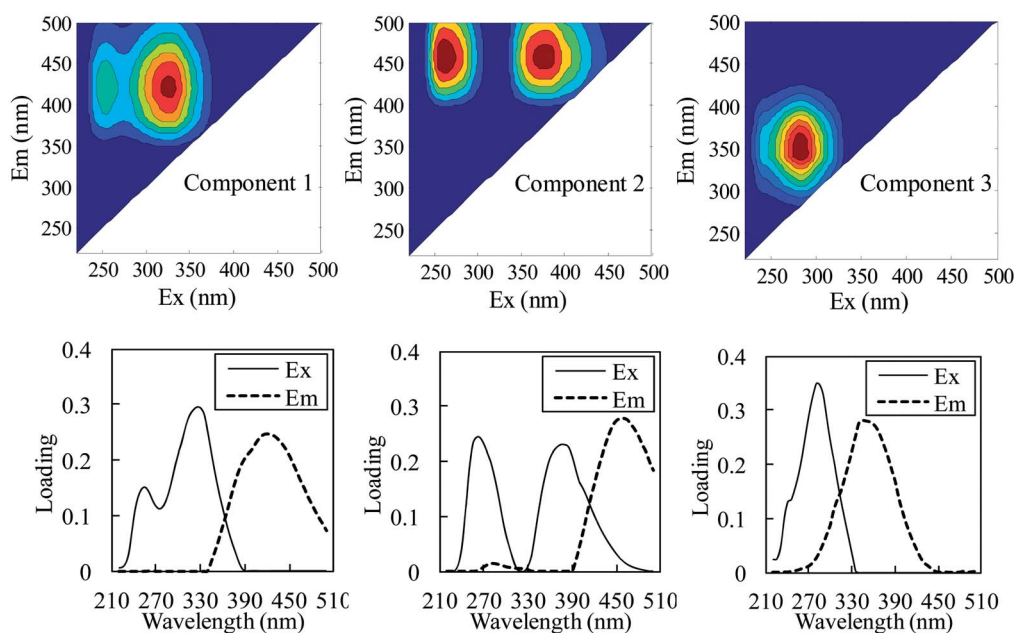 500
450
400
350
300
250
Em (nm)
Component 1
250 300 350 400 450 500
Ex (nm)
500
450
400
350
300
250
Em (nm)
Component 2
250 300 350 400 450 500
Ex (nm)
500
450
400
350
300
250
200
Em (nm)
Component 3
250 300 350 400 450 500
Ex (nm)
0.4
0.3
0.2
0.1
0
Loading
Ex
Em
210 270 330 390 450 510
Wavelength (nm)
0.4
0.3
0.2
0.1
0
Loading
Ex
Em
210 270 330 390 450 510
Wavelength (nm)
0.4
0.3
0.2
0.1
0
Loading
Ex
Em
210 270 330 390 450 510
Wavelength (nm)